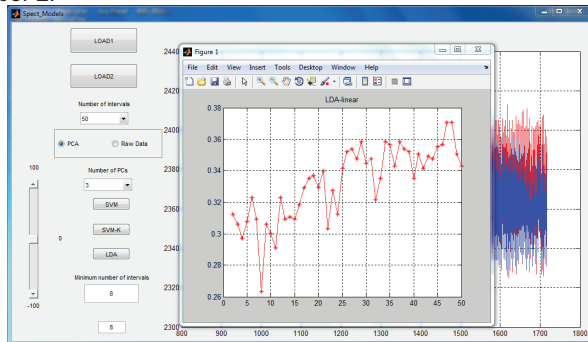 Spect_Models
LOAD1
LOAD2
Number of intervals
50
PCA
Raw Data
Number of PCs
3
100
0
-100
SVM
SVM-K
LDA
Minimum number of intervals
8
8
Figure 1
File Edit View Insert Tools Desktop Window Help
LDA-linear
0.38
0.36
0.34
0.32
0.3
0.28
0.26
0 5 10 15 20 25 30 35 40 45 50
2440
2420
2400
2380
2360
2340
2320
2300
800 900 1000 1100 1200 1300 1400 1500 1600 1700 1800